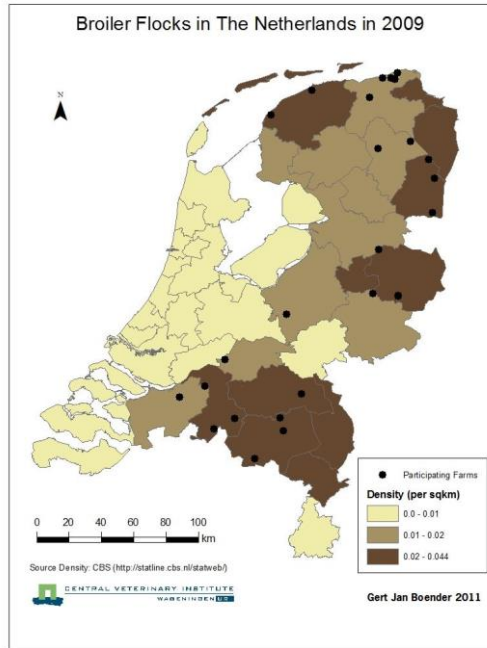 Broiler Flocks in The Netherlands in 2009
N
Participating Farms
Density (per sqkm)
0.0 - 0.01
0.01 - 0.02
0.02 - 0.044
0 20 40 60 80 100
km
Source Density: CBS (http://statline.cbs.nl/statweb/)
CENTRAL VETERINARY INSTITUTE
WAGENINGEN UR
Gert Jan Boender 2011